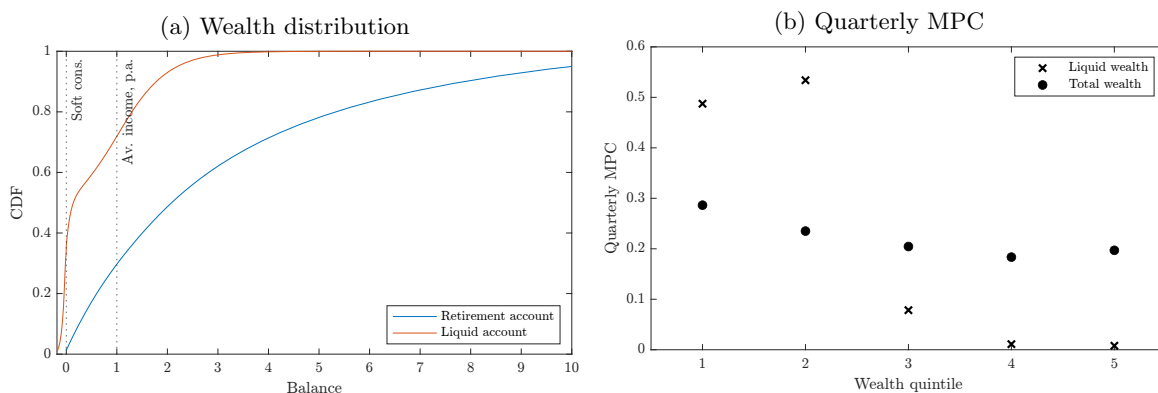 (a) Wealth distribution
1
0.8
0.6
0.4
0.2
0
CDF
Soft cons.
Av. income, p.a.
Retirement account
Liquid account
0 1 2 3 4 5 6 7 8 9 10
Balance
(b) Quarterly MPC
0.6
0.5
0.4
0.3
0.2
0.1
0
Quarterly MPC
Liquid wealth
Total wealth
1 2 3 4 5
Wealth quintile